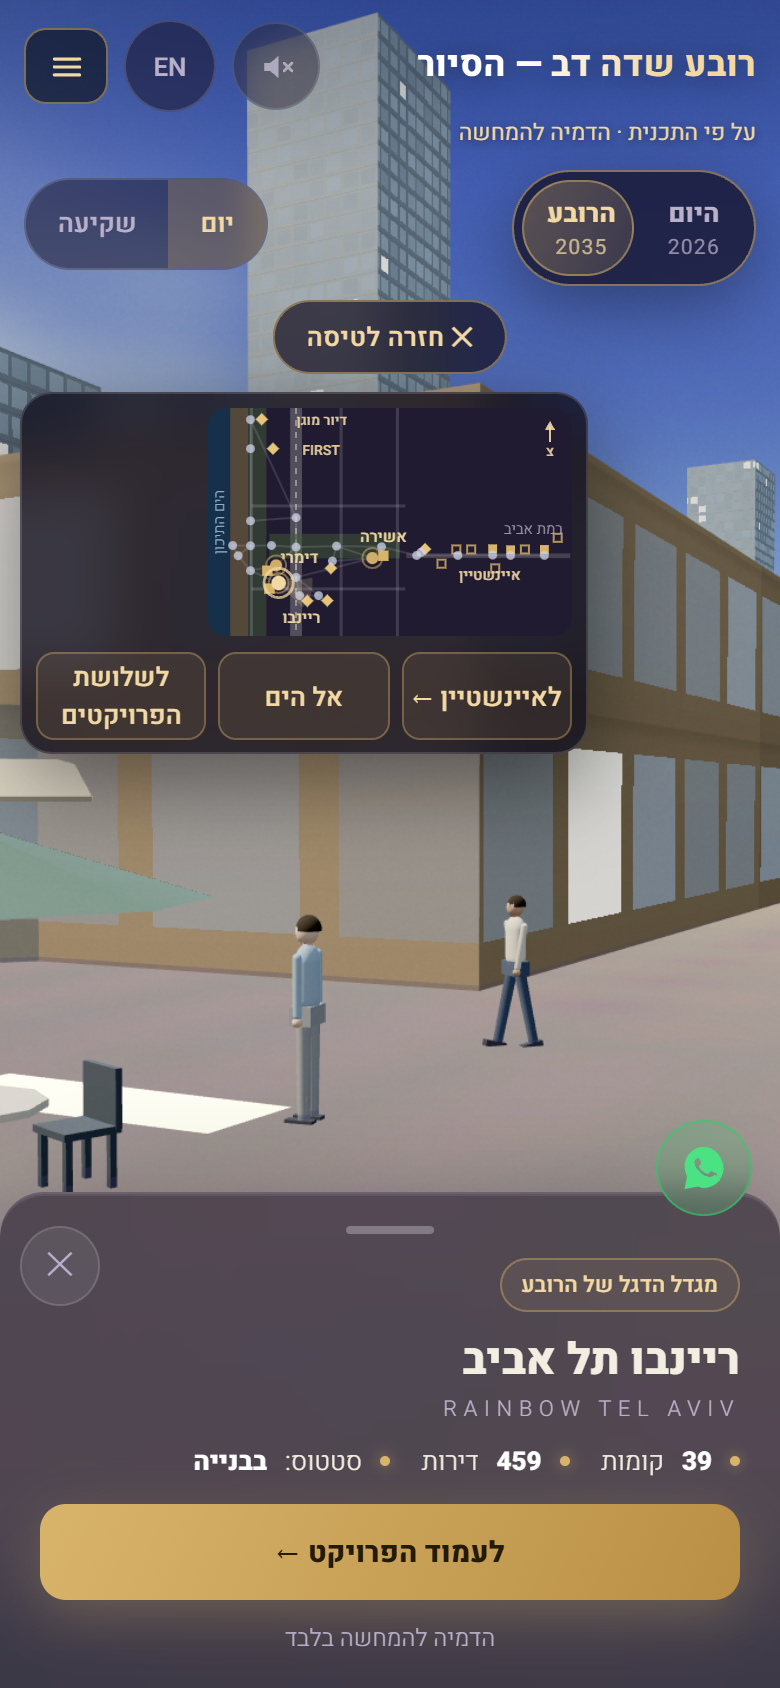 רובע שדה דב — הסיור
EN
על פי התכנית · הדמיה להמחשה
היום
2026
הרובע
2035
יום
שקיעה
חזרה לטיסה
דיור מוגן
FIRST
צ
הים התיכון
רמת אביב
אשירה
דימרי
איינשטיין
ריינבו
לאיינשטיין ←
אל הים
לשלושת
הפרויקטים
מגדל הדגל של הרובע
ריינבו תל אביב
RAINBOW TEL AVIV
39 קומות • 459 דירות • סטטוס: בבנייה
לעמוד הפרויקט ←
הדמיה להמחשה בלבד